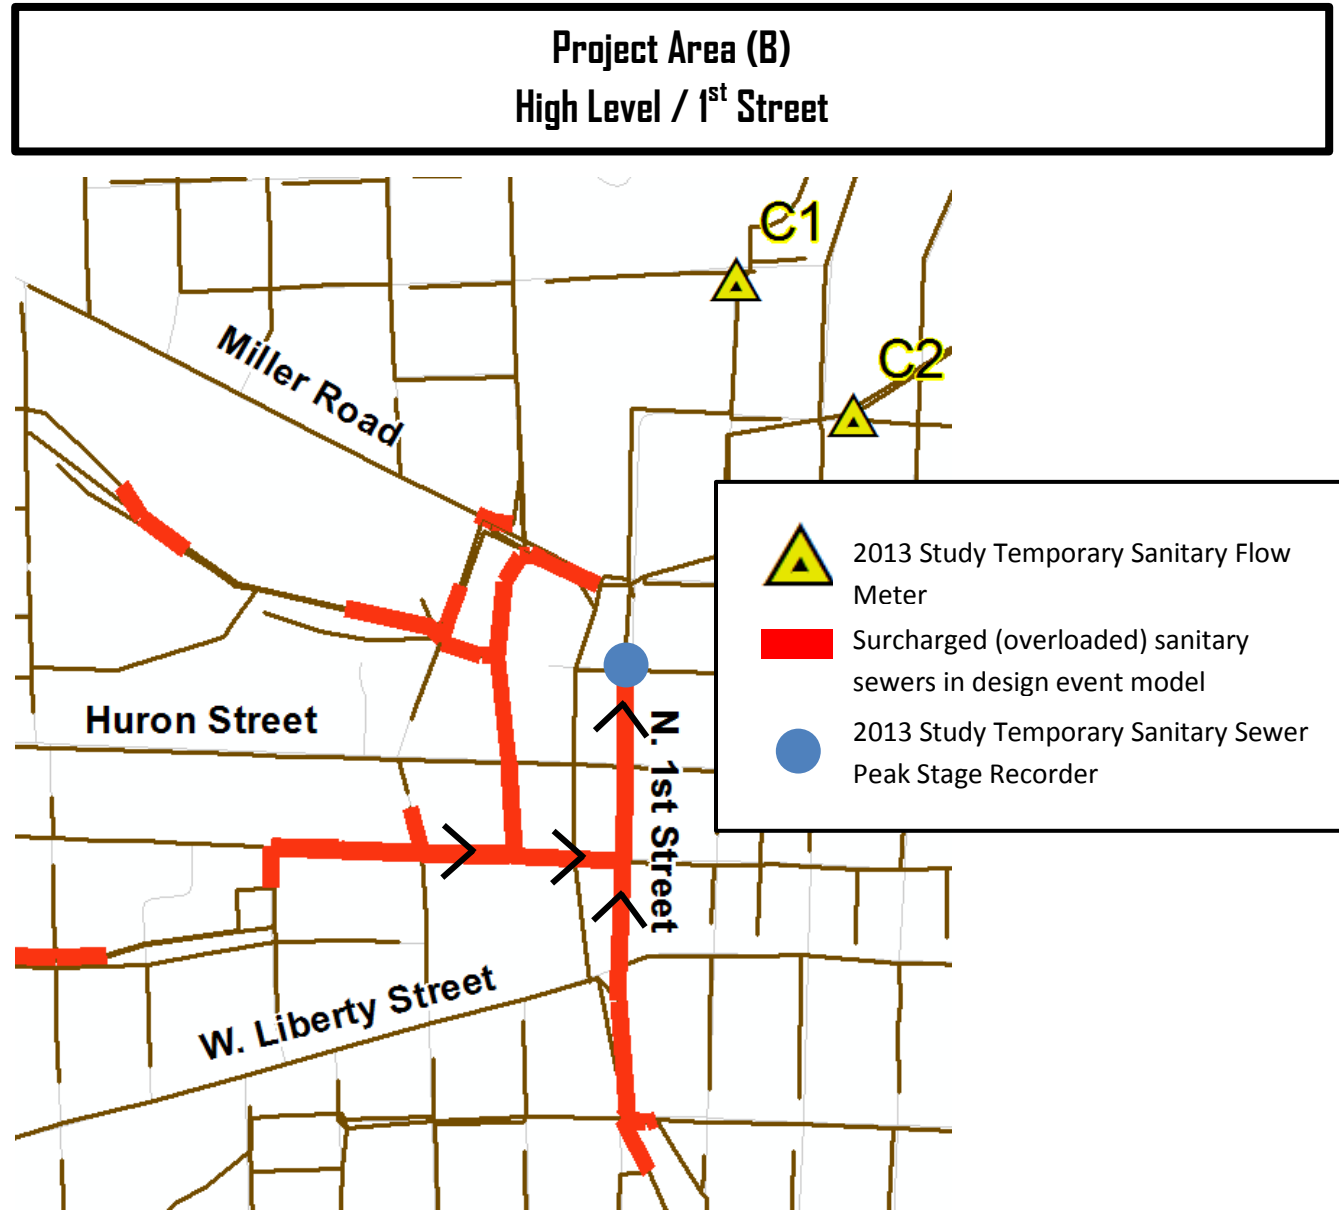 Project Area (B)
High Level / 1st Street
C1
C2
Miller Road
Huron Street
N. 1st Street
W. Liberty Street
2013 Study Temporary Sanitary Flow
Meter
Surcharged (overloaded) sanitary
sewers in design event model
2013 Study Temporary Sanitary Sewer
Peak Stage Recorder